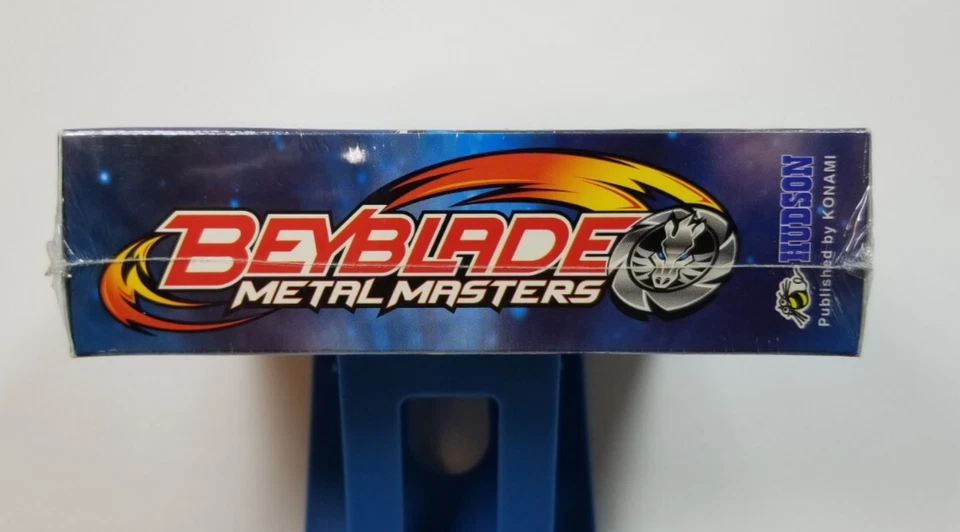 BEYBLADE
METAL MASTERS
HUDSON
Published by KONAMI